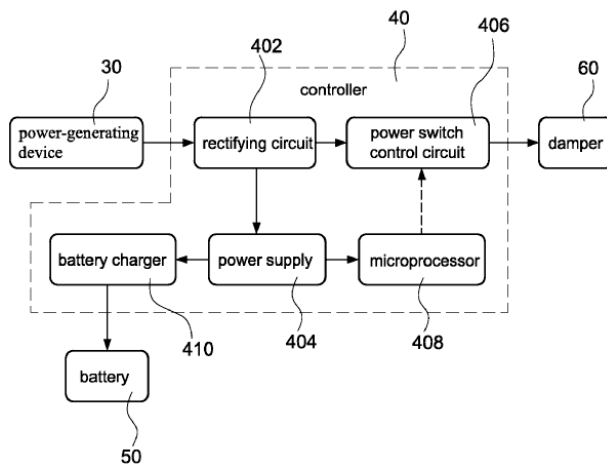 40
406
402
60
30
controller
power-generating
device
rectifying circuit
power switch
control circuit
damper
battery charger
power supply
microprocessor
410
404
408
battery
50